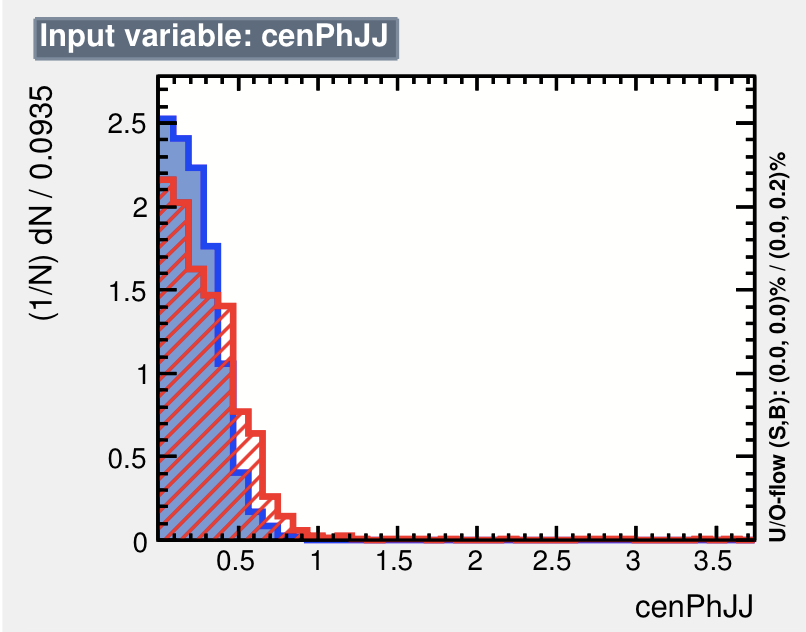 Input variable: cenPhJJ
(1/N) dN / 0.0935
2.5
2
1.5
1
0.5
0
0.5 1 1.5 2 2.5 3 3.5
cenPhJJ
U/O-flow (S,B): (0.0, 0.0)% / (0.0, 0.2)%